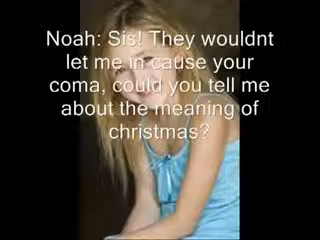 Noah: Sis! They wouldnt
let me in cause your
coma, could you tell me
about the meaning of
christmas?